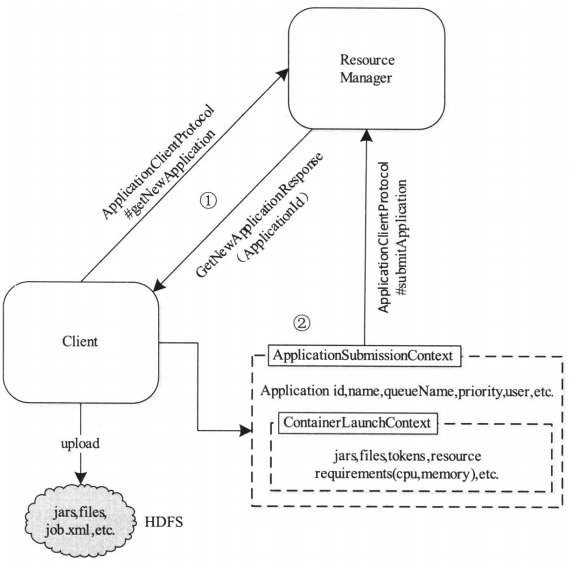 Resource
Manager
ApplicationClientProtocol
#getNewApplication
①
GetNewApplicationResponse
(ApplicationId)
ApplicationClientProtocol
#submitApplication
Client
②
ApplicationSubmissionContext
Application id,name,queueName,priority,user,etc.
ContainerLaunchContext
jars,files,tokens,resource
requirements(cpu,memory),etc.
upload
jars,files,
job.xml,etc.
HDFS